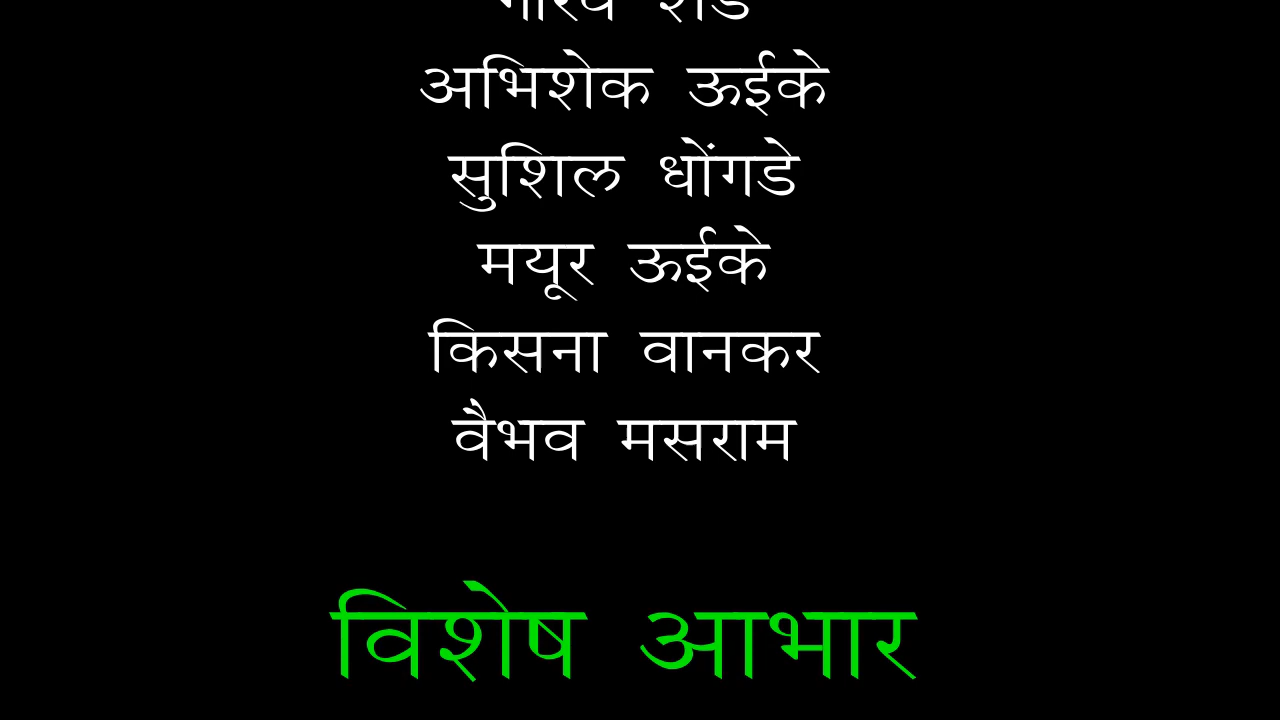 अभिशेक ऊईके
सुशिल धोंगडे
मयूर ऊईके
किसना वानकर
वैभव मसराम
विशेष आभार